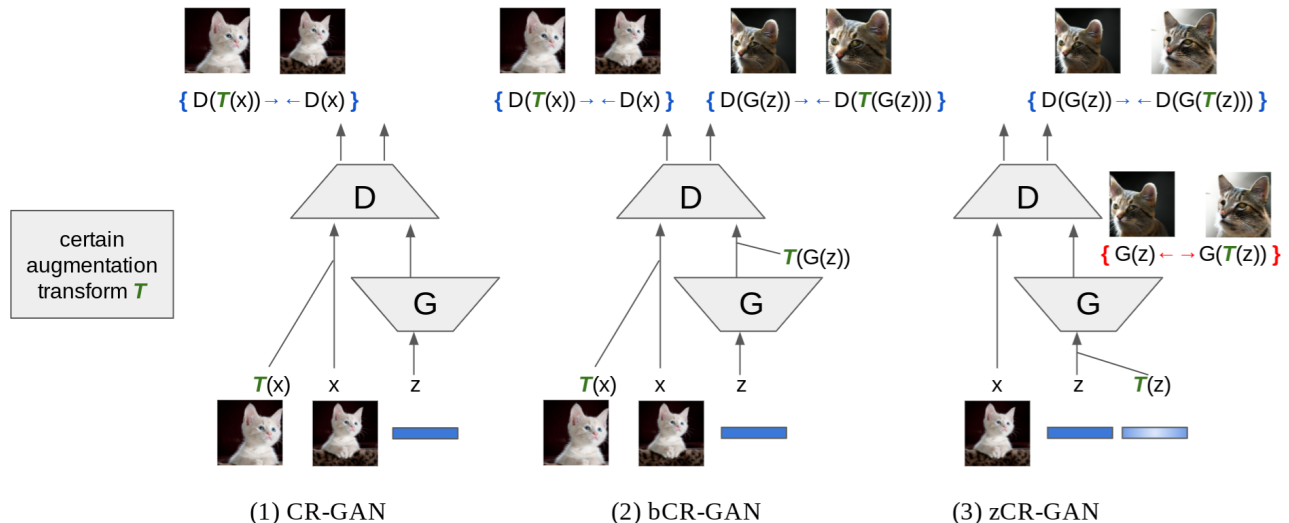 { D(T(x))→ ←D(x) }
{ D(T(x))→ ←D(x) } { D(G(z))→ ←D(T(G(z))) }
{ D(G(z))→ ←D(G(T(z))) }
D
D
D
certain
augmentation
transform T
T(G(z))
{ G(z)← →G(T(z)) }
G
G
G
T(x) x z
T(x) x z
x z T(z)
(1) CR-GAN
(2) bCR-GAN
(3) zCR-GAN